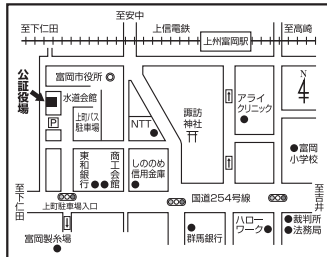 至下仁田
至安中
上信電鉄
上州富岡駅
至高崎
富岡市役所
N
公証役場
水道会館
上町バス
駐車場
P
NTT
諏訪
神社
アライ
クリニック
富岡
小学校
東和
銀行
商工会館
しののめ
信用金庫
至下仁田
上町駐車場入口
国道254号線
至吉井
富岡製糸場
群馬銀行
ハロー
ワーク
裁判所
法務局